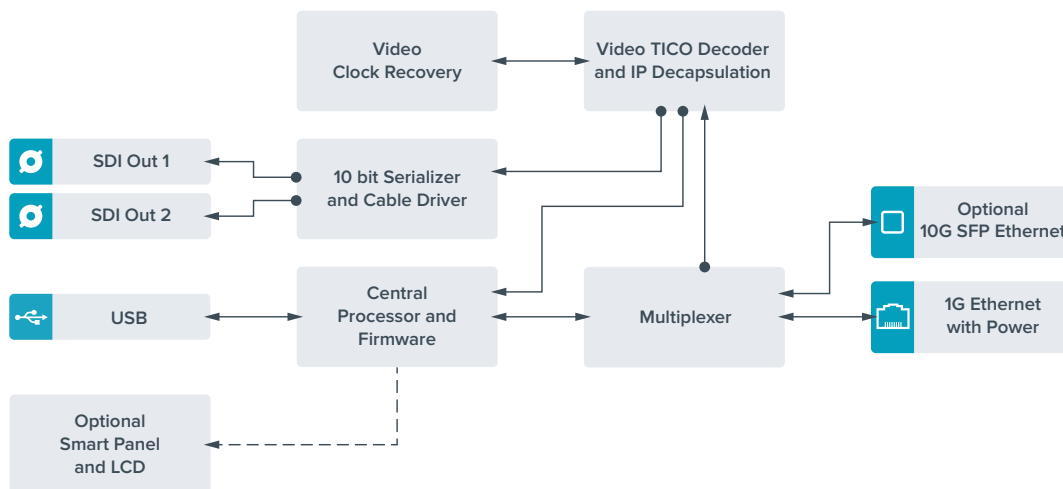 Video
Clock Recovery
Video TICO Decoder
and IP Decapsulation
SDI Out 1
SDI Out 2
10 bit Serializer
and Cable Driver
Optional
10G SFP Ethernet
USB
Central
Processor and
Firmware
Multiplexer
1G Ethernet
with Power
Optional
Smart Panel
and LCD